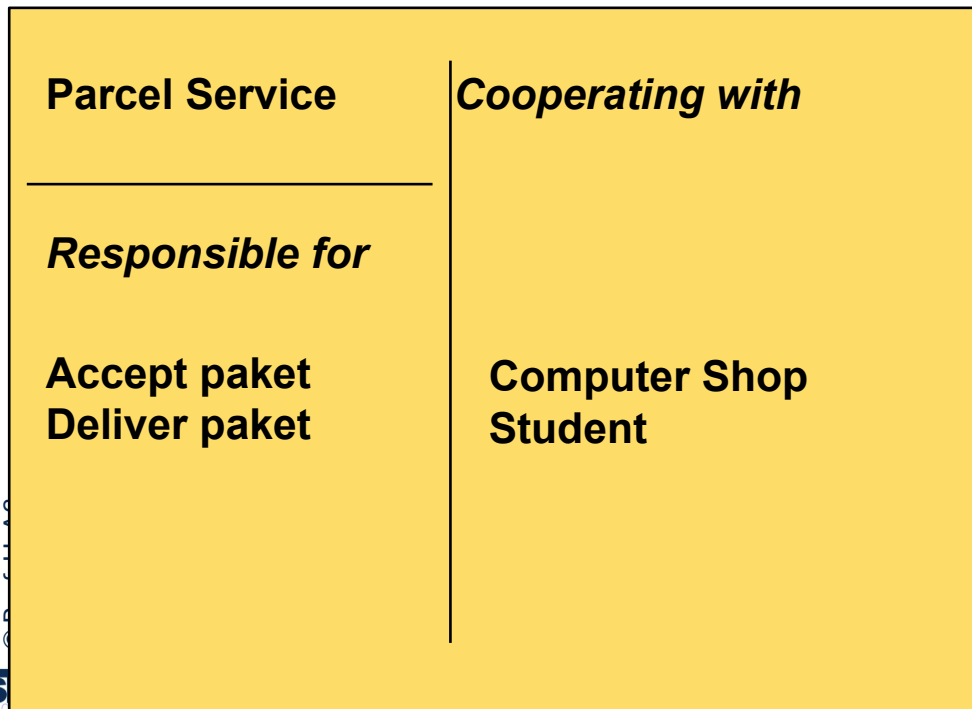 Parcel Service
Cooperating with
Responsible for
Accept paket
Deliver paket
Computer Shop
Student